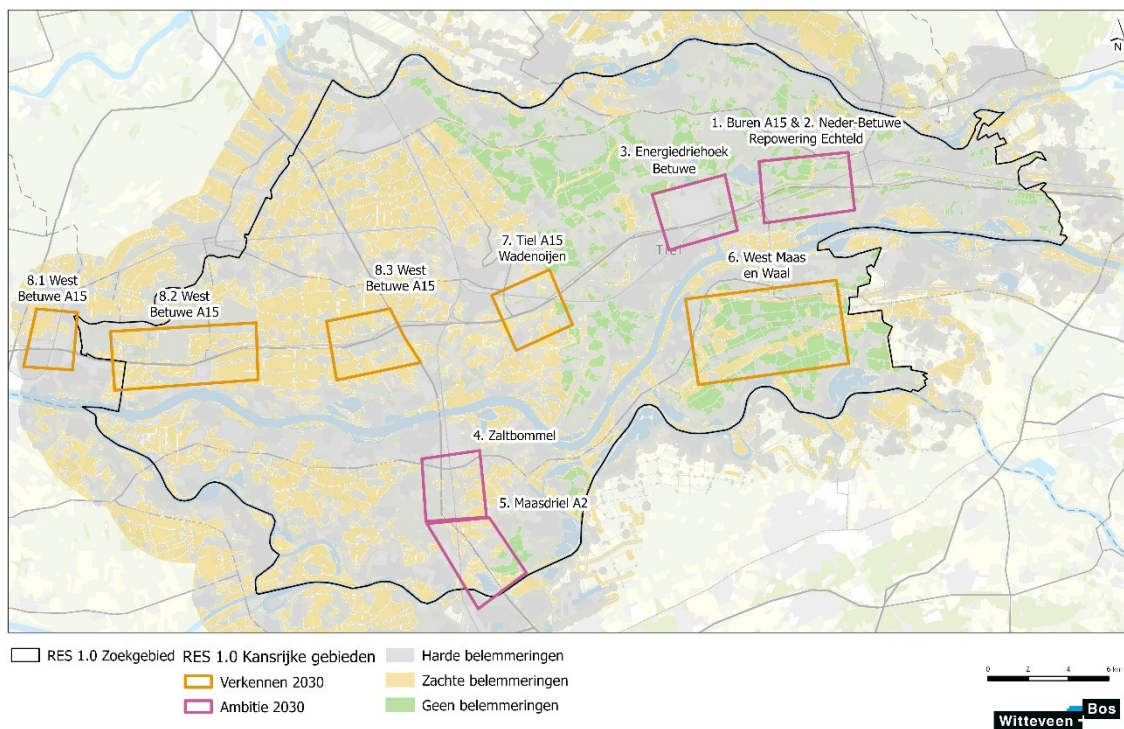 N
1. Buren A15 & 2. Neder-Betuwe
Repowering Echteld
3. Energiedriehoek
Betuwe
Tiel
7. Tiel A15
Wadenoijen
6. West Maas
en Waal
8.3 West
Betuwe A15
8.1 West
Betuwe A15
8.2 West
Betuwe A15
4. Zaltbommel
5. Maasdriel A2
RES 1.0 Zoekgebied
RES 1.0 Kansrijke gebieden
Verkennen 2030
Ambitie 2030
Harde belemmeringen
Zachte belemmeringen
Geen belemmeringen
0 2 4 6 km
Witteveen + Bos